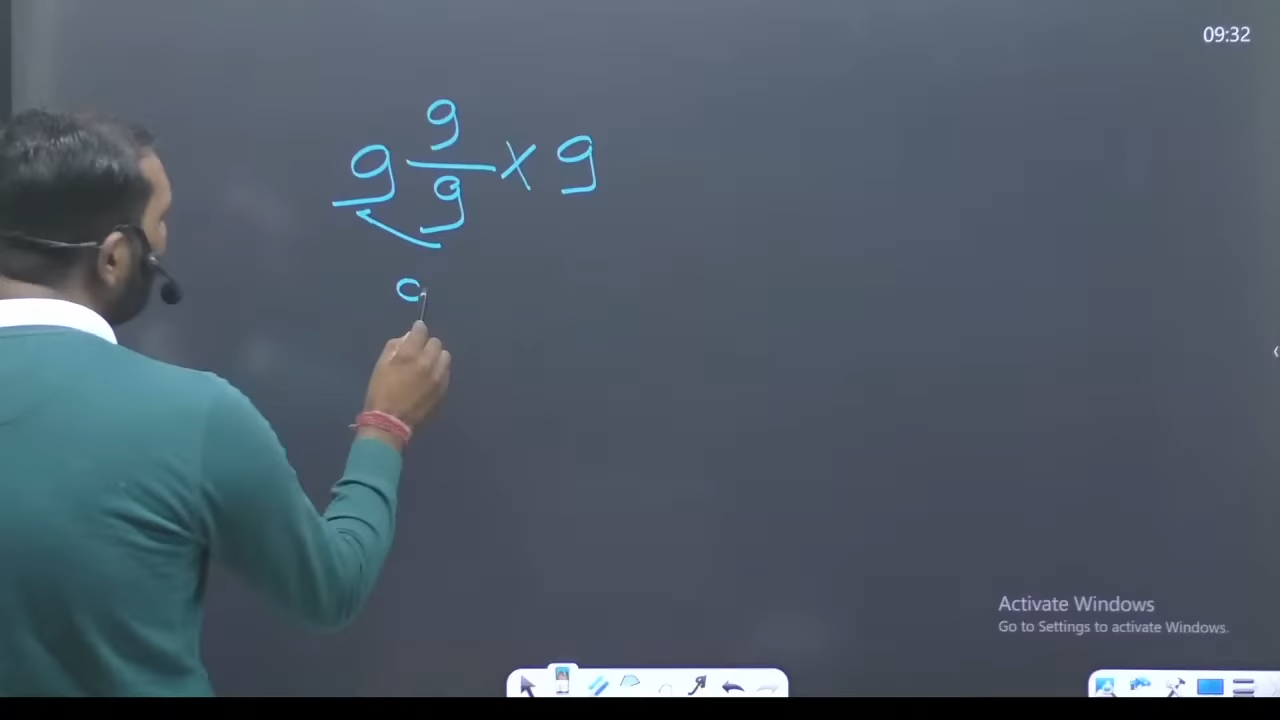 09:32
9 9/9 × 9
Activate Windows
Go to Settings to activate Windows.